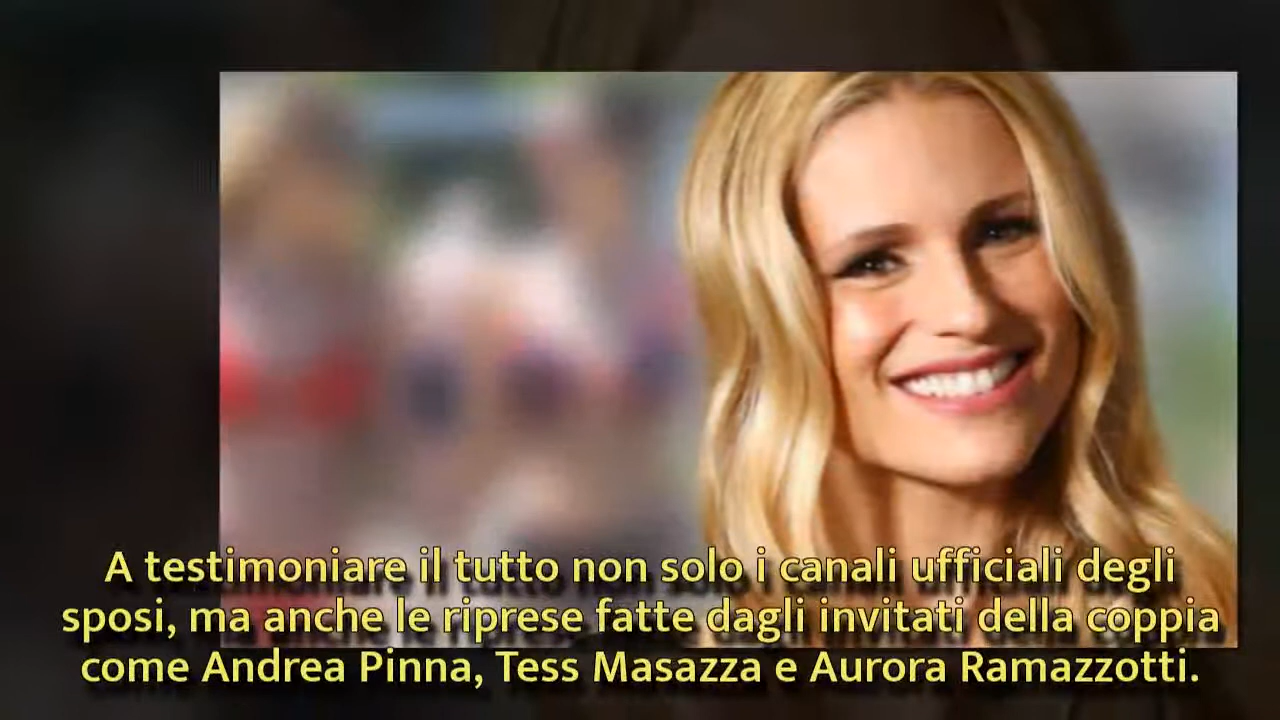 A testimoniare il tutto non solo i canali ufficiali degli
sposi, ma anche le riprese fatte dagli invitati della coppia
come Andrea Pinna, Tess Masazza e Aurora Ramazzotti.